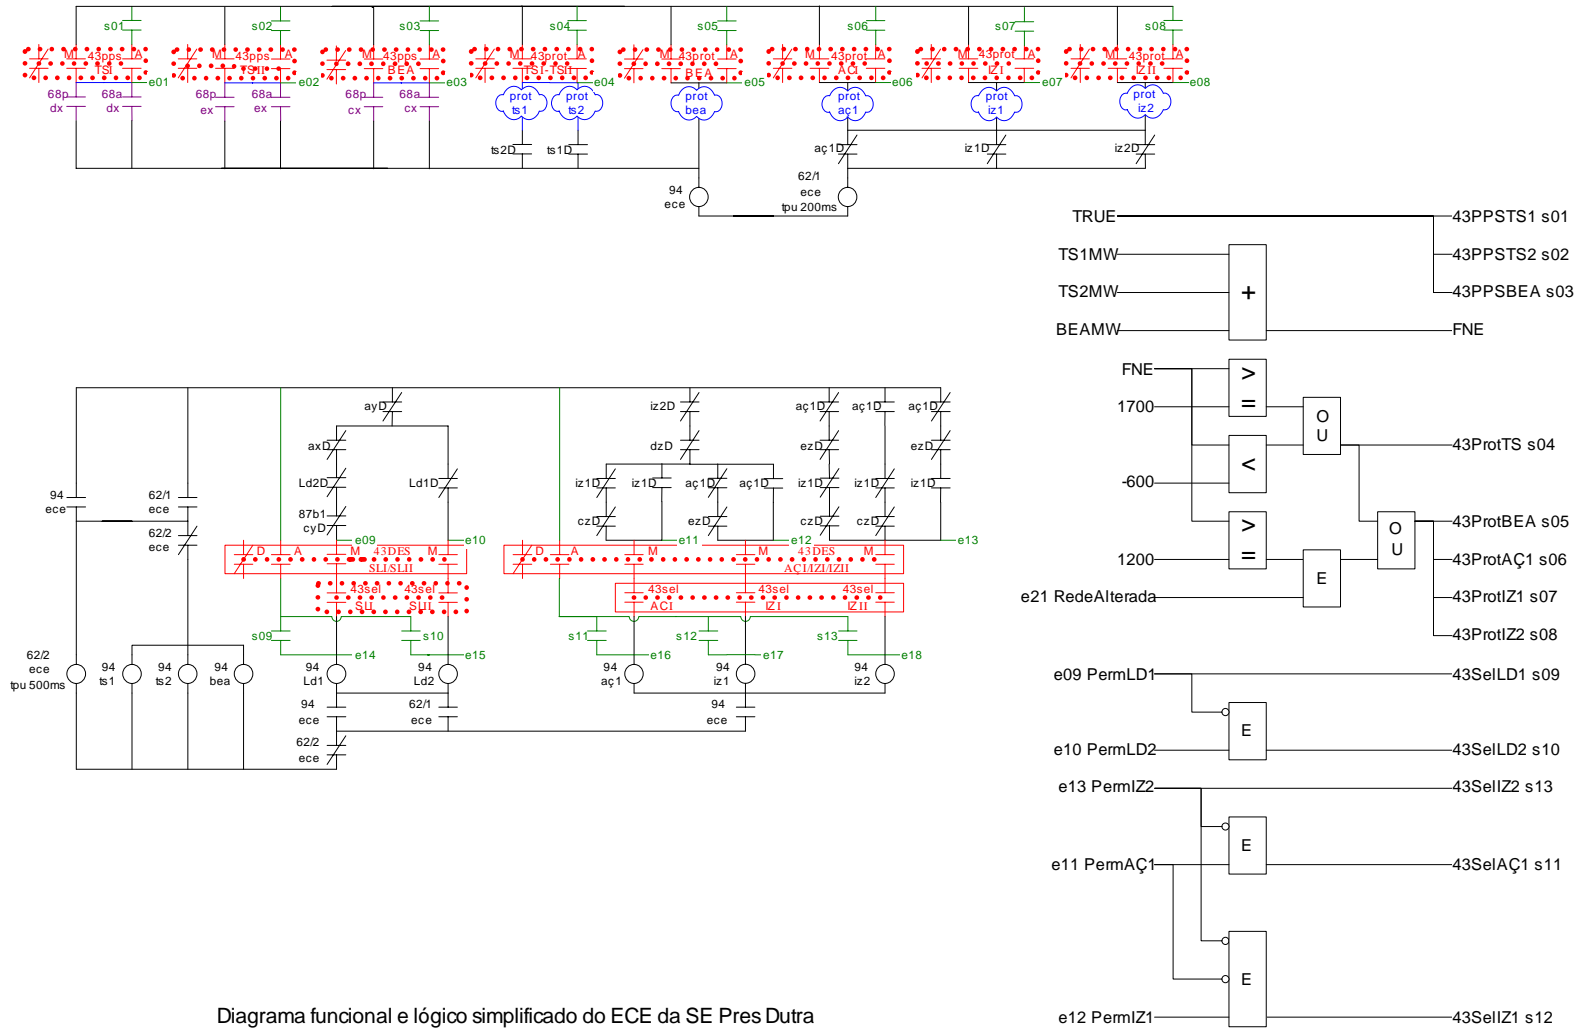 s01 s02 s03 s04 s05 s06 s07 s08
M 43pps A M 43pps A M 43pps A M 43prot A M 43prot A M 43prot A M 43prot A M 43prot A
TSI TSII BEA TSI-TSII BEA ACI IZI IZII
e01 e02 e03 e04 e05 e06 e07 e08
68p 68a 68p 68a 68p 68a prot prot prot prot prot prot
dx dx ex ex cx cx ts1 ts2 bea aç1 iz1 iz2
ts2D ts1D aç1D iz1D iz2D
94 62/1
ece ece
tpu 200ms
TRUE 43PPSTS1 s01
TS1MW 43PPSTS2 s02
TS2MW + 43PPSBEA s03
BEAMW FNE
FNE >
1700 = O
U
43ProtTS s04
<
-600
> O
U
43ProtBEA s05
1200 = 43ProtAÇ1 s06
e21 RedeAlterada E 43ProtIZ1 s07
43ProtIZ2 s08
e09 PermLD1 43SelLD1 s09
E
e10 PermLD2 43SelLD2 s10
e13 PermIZ2 43SelIZ2 s13
E
e11 PermAÇ1 43SelAÇ1 s11
E
e12 PermIZ1 43SelIZ1 s12
ayD iz2D aç1D aç1D aç1D
axD dzD ezD ezD
Ld2D Ld1D iz1D iz1D aç1D aç1D iz1D iz1D iz1D
94 62/1
ece ece
87b1
cyD czD ezD czD czD
62/2
ece
e09 e10 e11 e12 e13
D A M 43DES M D A M M 43DES M
SLI/SLII AÇI/IZI/IZII
43sel 43sel 43sel 43sel
SLI SLII ACI IZI IZII
s09 s10 s11 s12 s13
e14 e15 e16 e17 e18
62/2 94 94 94 94 94 94 94 94
ece ts1 ts2 bea Ld1 Ld2 aç1 iz1 iz2
tpu 500ms
94 62/1 94
ece ece ece
62/2
ece
Diagrama funcional e lógico simplificado do ECE da SE Pres Dutra